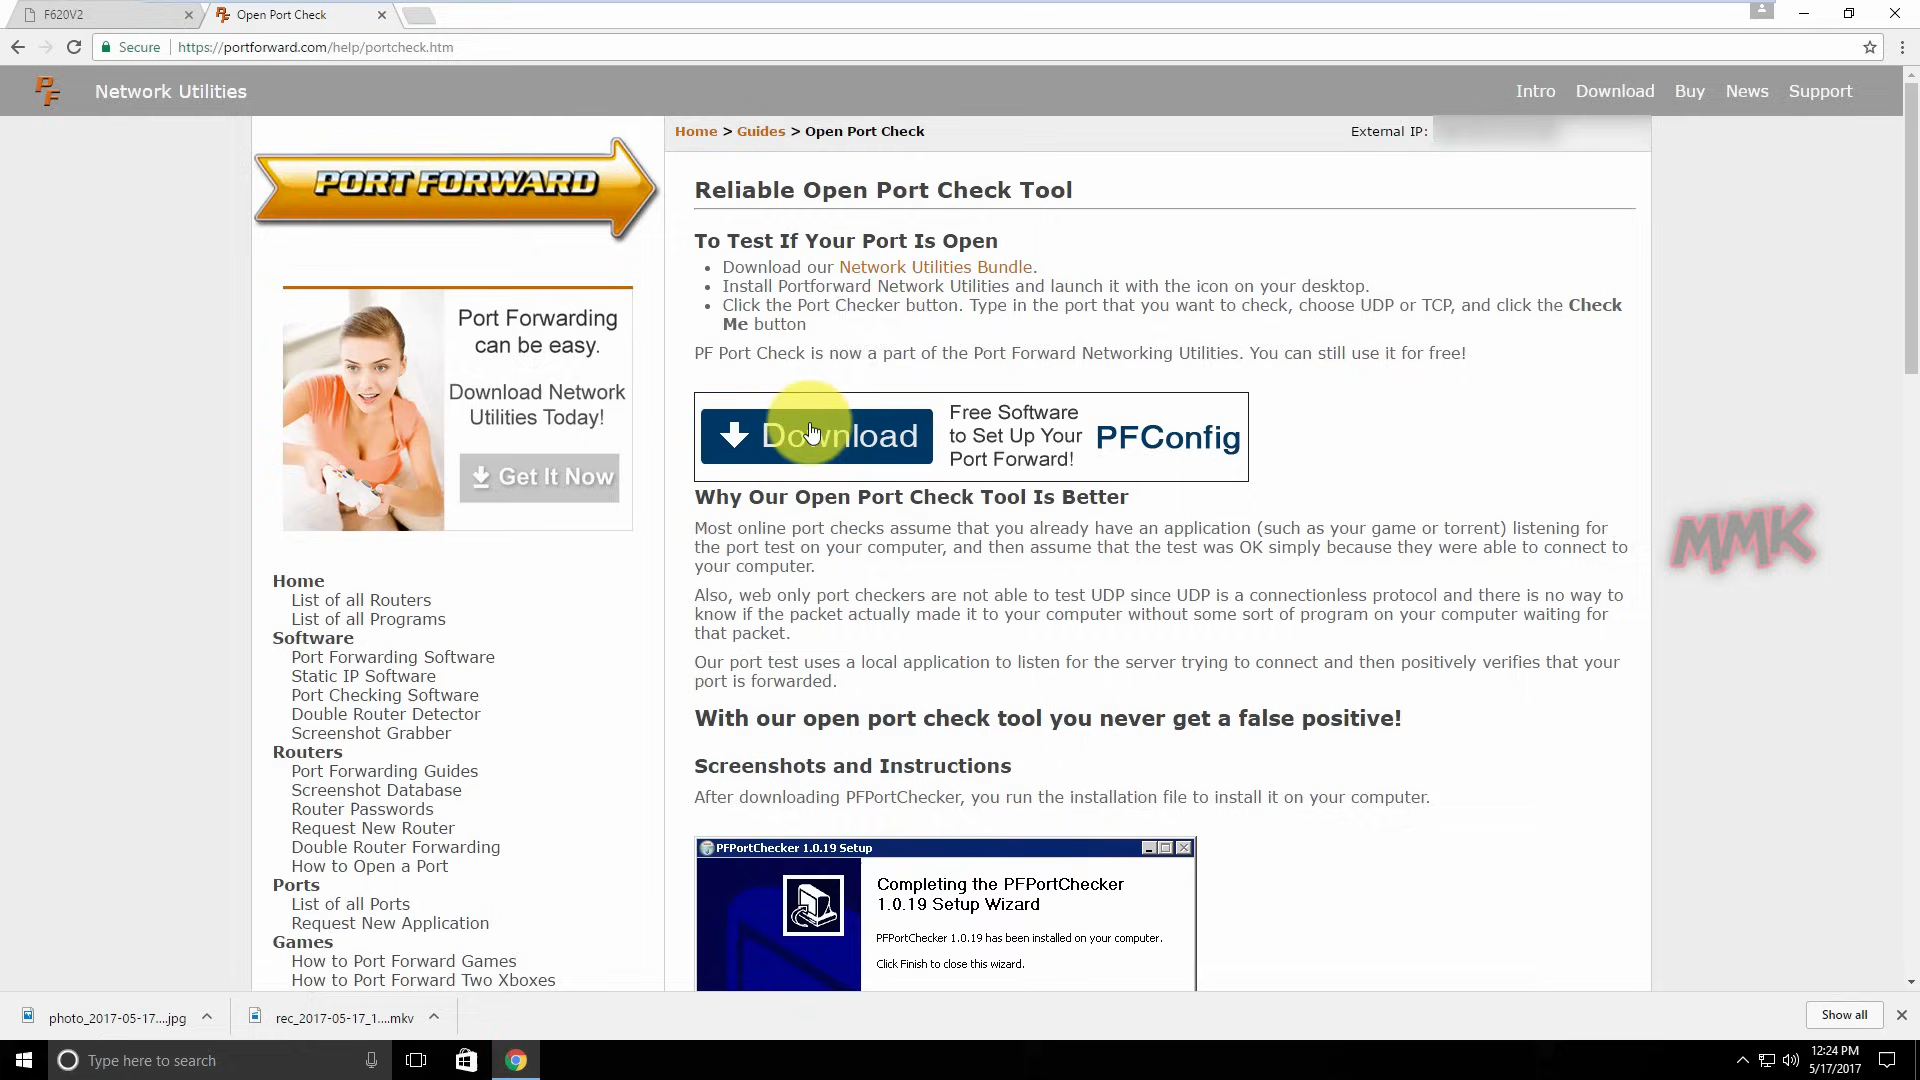 F620V2
Open Port Check
Secure
https://portforward.com/help/portcheck.htm
PF
Network Utilities
Intro
Download
Buy
News
Support
PORT FORWARD
Port Forwarding
can be easy.
Download Network
Utilities Today!
Get It Now
Home
List of all Routers
List of all Programs
Software
Port Forwarding Software
Static IP Software
Port Checking Software
Double Router Detector
Screenshot Grabber
Routers
Port Forwarding Guides
Screenshot Database
Router Passwords
Request New Router
Double Router Forwarding
How to Open a Port
Ports
List of all Ports
Request New Application
Games
How to Port Forward Games
How to Port Forward Two Xboxes
Home > Guides > Open Port Check
External IP:
Reliable Open Port Check Tool
To Test If Your Port Is Open
• Download our Network Utilities Bundle.
• Install Portforward Network Utilities and launch it with the icon on your desktop.
• Click the Port Checker button. Type in the port that you want to check, choose UDP or TCP, and click the Check
Me button
PF Port Check is now a part of the Port Forward Networking Utilities. You can still use it for free!
Download
Free Software
to Set Up Your
Port Forward!
PFConfig
Why Our Open Port Check Tool Is Better
Most online port checks assume that you already have an application (such as your game or torrent) listening for
the port test on your computer, and then assume that the test was OK simply because they were able to connect to
your computer.
Also, web only port checkers are not able to test UDP since UDP is a connectionless protocol and there is no way to
know if the packet actually made it to your computer without some sort of program on your computer waiting for
that packet.
Our port test uses a local application to listen for the server trying to connect and then positively verifies that your
port is forwarded.
With our open port check tool you never get a false positive!
Screenshots and Instructions
After downloading PFPortChecker, you run the installation file to install it on your computer.
PFPortChecker 1.0.19 Setup
Completing the PFPortChecker
1.0.19 Setup Wizard
PFPortChecker 1.0.19 has been installed on your computer.
Click Finish to close this wizard.
MMK
photo_2017-05-17....jpg
rec_2017-05-17_1....mkv
Show all
Type here to search
12:24 PM
5/17/2017